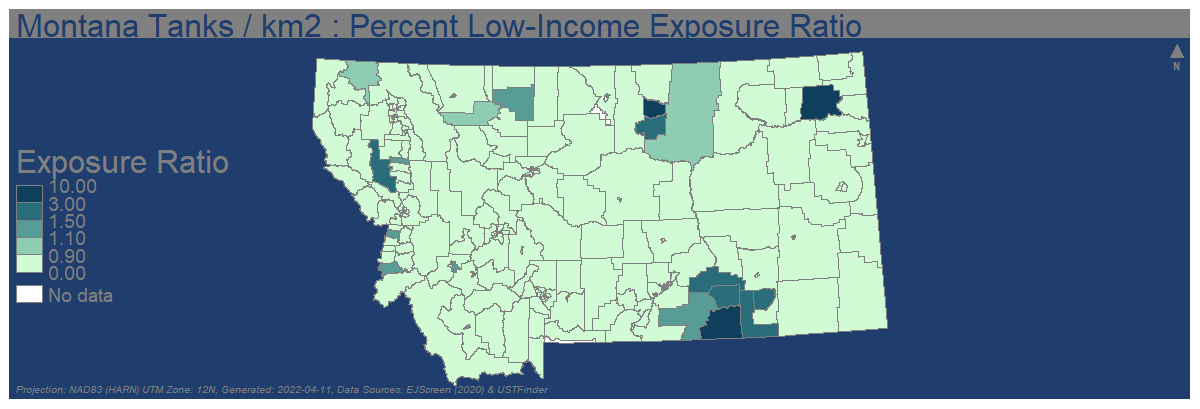 Montana Tanks / km2 : Percent Low-Income Exposure Ratio
N
Exposure Ratio
10.00
3.00
1.50
1.10
0.90
0.00
No data
Projection: NAD83 (HARN) UTM Zone: 12N, Generated: 2022-04-11, Data Sources: EJScreen (2020) & USTFinder